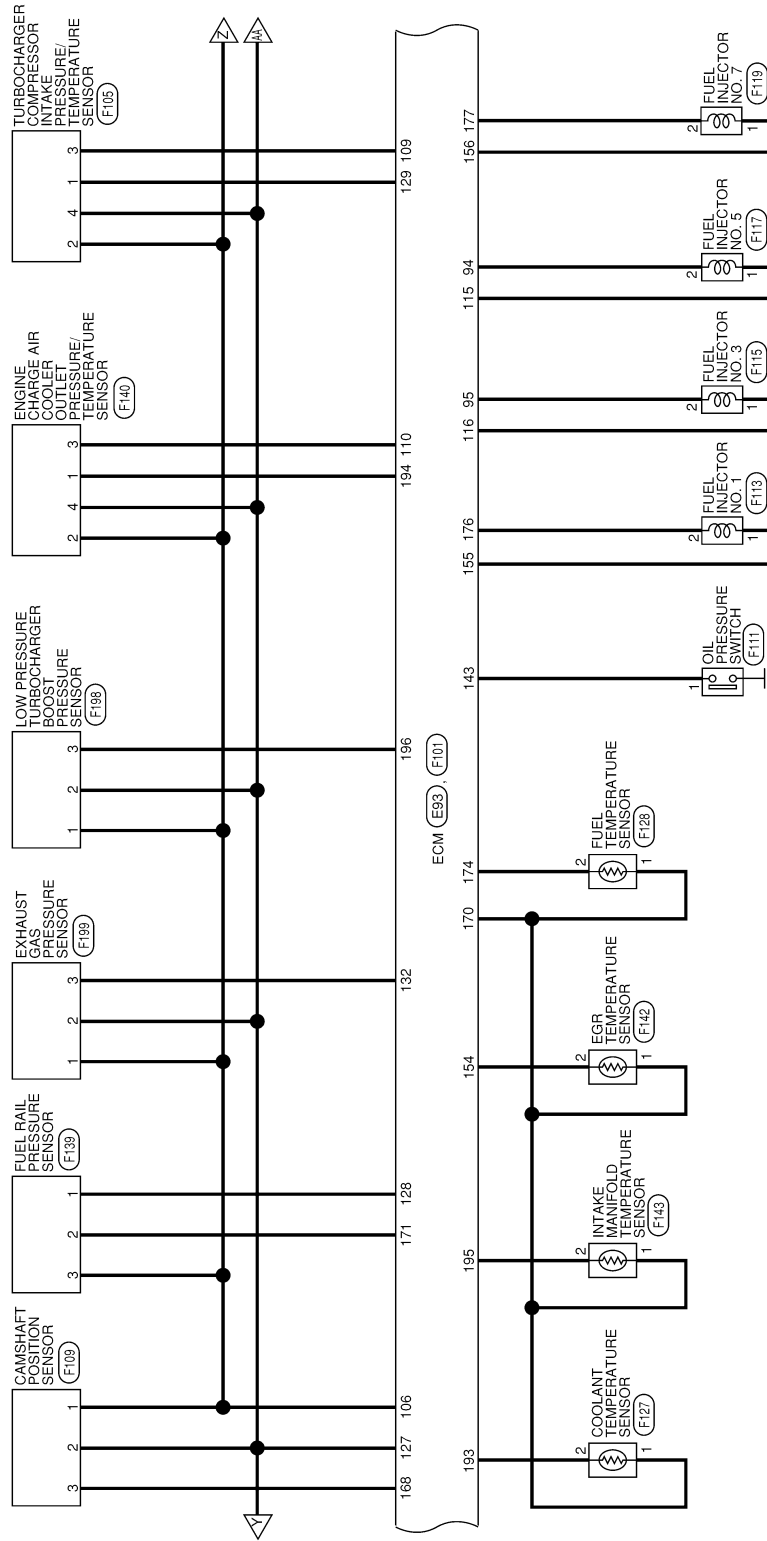 CAMSHAFT
POSITION
SENSOR
F109
3
2
1
FUEL RAIL
PRESSURE
SENSOR
F139
3
2
1
EXHAUST
GAS
PRESSURE
SENSOR
F199
1
2
3
LOW PRESSURE
TURBOCHARGER
BOOST
PRESSURE
SENSOR
F198
1
2
3
ENGINE
CHARGE AIR
COOLER
OUTLET
PRESSURE/
TEMPERATURE
SENSOR
F140
2
4
1
3
TURBOCHARGER
COMPRESSOR
INTAKE
PRESSURE/
TEMPERATURE
SENSOR
F105
2
4
1
3
Z
Y
AA
168
127
106
171
128
132
196
194
110
129
109
ECM E93 , F101
193
195
154
170
174
143
155
176
116
95
115
94
156
177
COOLANT
TEMPERATURE
SENSOR
F127
2
1
INTAKE
MANIFOLD
TEMPERATURE
SENSOR
F143
2
1
EGR
TEMPERATURE
SENSOR
F142
2
1
FUEL
TEMPERATURE
SENSOR
F128
2
1
OIL
PRESSURE
SWITCH
F111
1
FUEL
INJECTOR
NO. 1
F113
2
1
FUEL
INJECTOR
NO. 3
F115
2
1
FUEL
INJECTOR
NO. 5
F117
2
1
FUEL
INJECTOR
NO. 7
F119
2
1